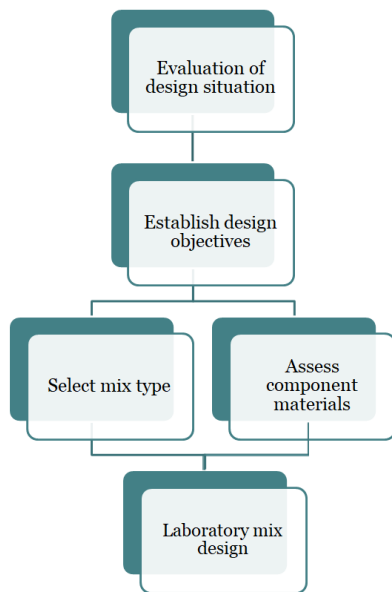 Evaluation of
design situation
Establish design
objectives
Select mix type
Assess
component
materials
Laboratory mix
design